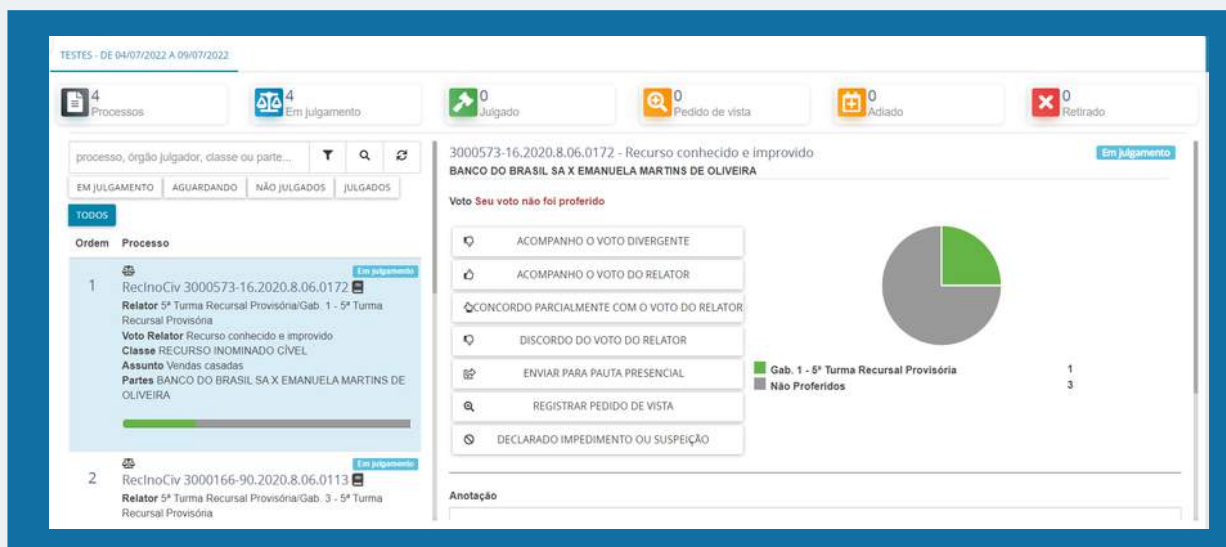 TESTES - DE 04/07/2022 A 09/07/2022
4
Processos
4
Em julgamento
0
Julgado
0
Pedido de vista
0
Adiado
0
Retirado
processo, órgão julgador, classe ou parte...
EM JULGAMENTO AGUARDANDO NÃO JULGADOS JULGADOS
TODOS
Ordem Processo
1
Em julgamento
RecInoCiv 3000573-16.2020.8.06.0172
Relator 5ª Turma Recursal Provisória/Gab. 1 - 5ª Turma
Recursal Provisória
Voto Relator Recurso conhecido e improvido
Classe RECURSO INOMINADO CÍVEL
Assunto Vendas casadas
Partes BANCO DO BRASIL SA X EMANUELA MARTINS DE
OLIVEIRA
2
Em julgamento
RecInoCiv 3000166-90.2020.8.06.0113
Relator 5ª Turma Recursal Provisória/Gab. 3 - 5ª Turma
Recursal Provisória
3000573-16.2020.8.06.0172 - Recurso conhecido e improvido
Em julgamento
BANCO DO BRASIL SA X EMANUELA MARTINS DE OLIVEIRA
Voto Seu voto não foi proferido
ACOMPANHO O VOTO DIVERGENTE
ACOMPANHO O VOTO DO RELATOR
CONCORDO PARCIALMENTE COM O VOTO DO RELATOR
DISCORDO DO VOTO DO RELATOR
ENVIAR PARA PAUTA PRESENCIAL
REGISTRAR PEDIDO DE VISTA
DECLARADO IMPEDIMENTO OU SUSPEIÇÃO
Gab. 1 - 5ª Turma Recursal Provisória 1
Não Proferidos 3
Anotação